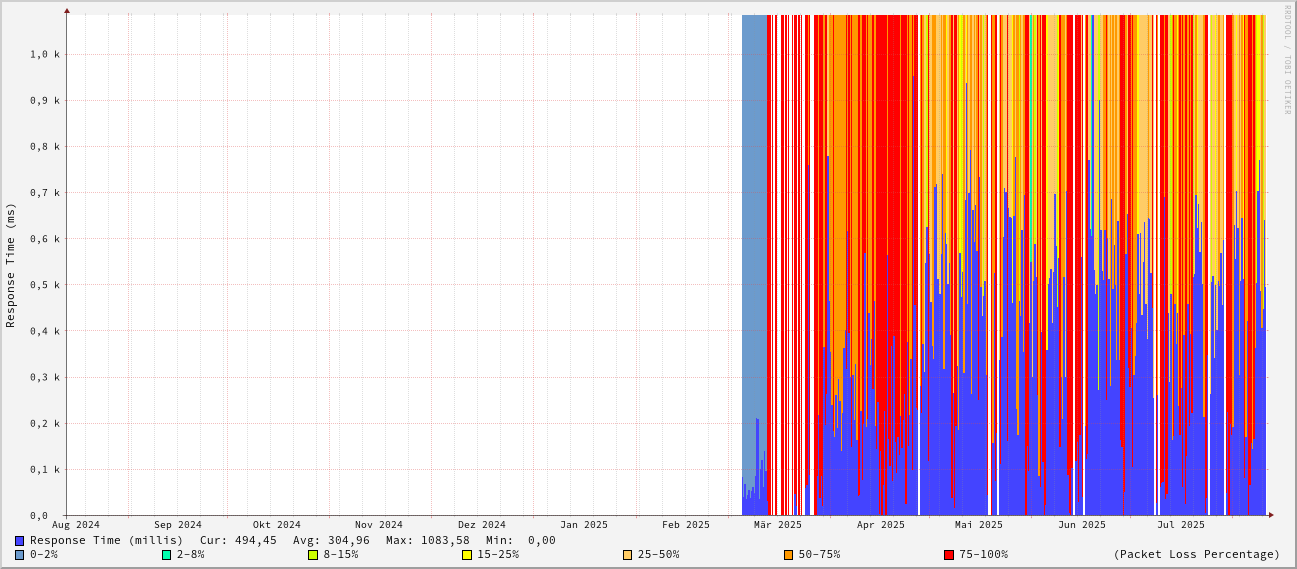 RRDTOOL / TOBI OETIKER
Response Time (ms)
1,0 k
0,9 k
0,8 k
0,7 k
0,6 k
0,5 k
0,4 k
0,3 k
0,2 k
0,1 k
0,0
Aug 2024 Sep 2024 Okt 2024 Nov 2024 Dez 2024 Jan 2025 Feb 2025 Mär 2025 Apr 2025 Mai 2025 Jun 2025 Jul 2025
Response Time (millis) Cur: 494,45 Avg: 304,96 Max: 1083,58 Min: 0,00
0-2% 2-8% 8-15% 15-25% 25-50% 50-75% 75-100% (Packet Loss Percentage)